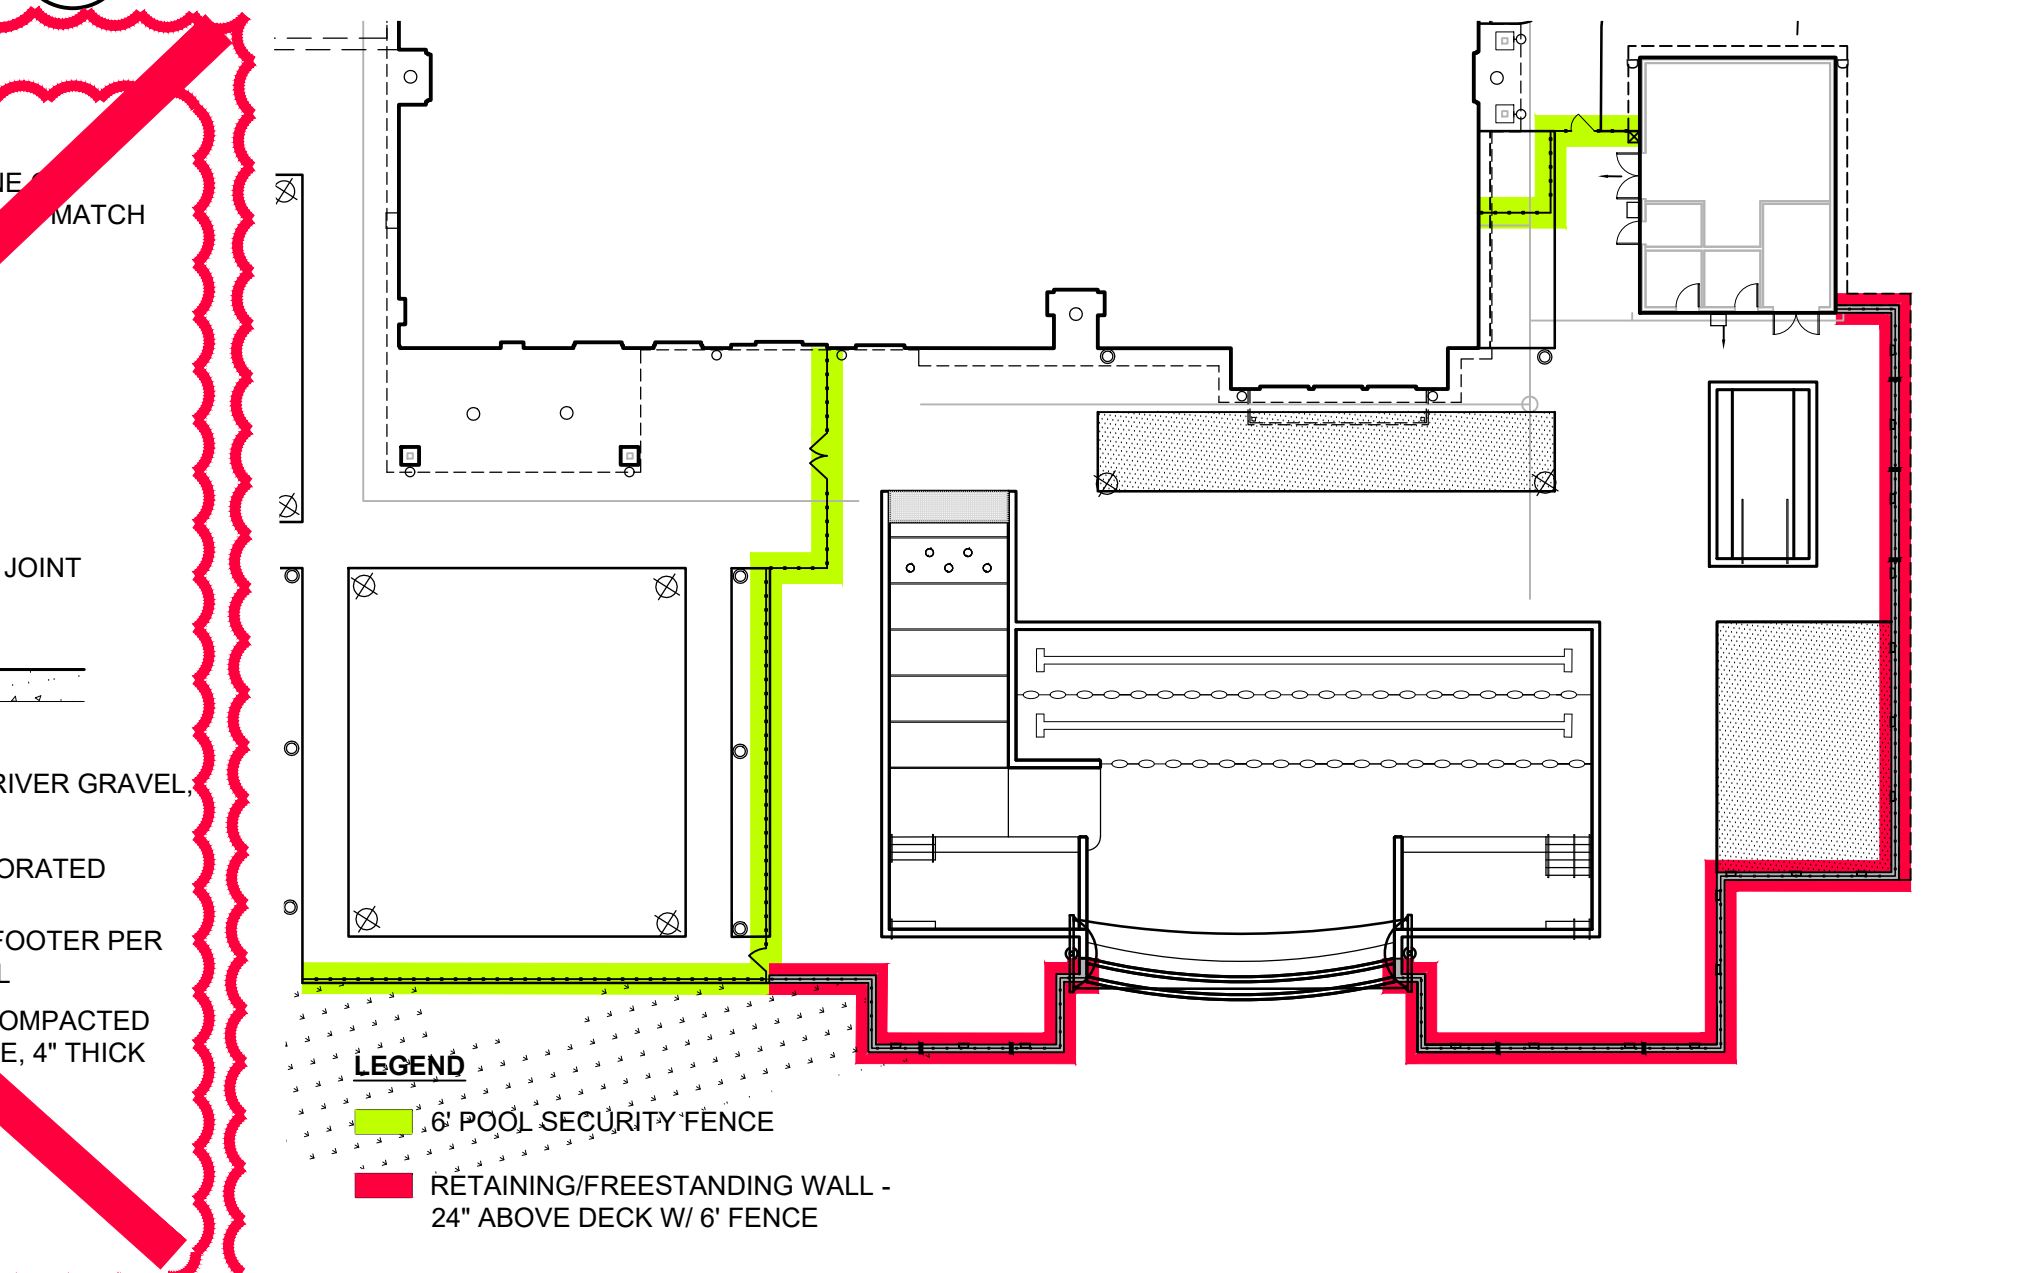 MATCH
JOINT
RIVER GRAVEL,
ORATED
FOOTER PER
L
OMPACTED
E, 4" THICK
LEGEND
6' POOL SECURITY FENCE
RETAINING/FREESTANDING WALL -
24" ABOVE DECK W/ 6' FENCE